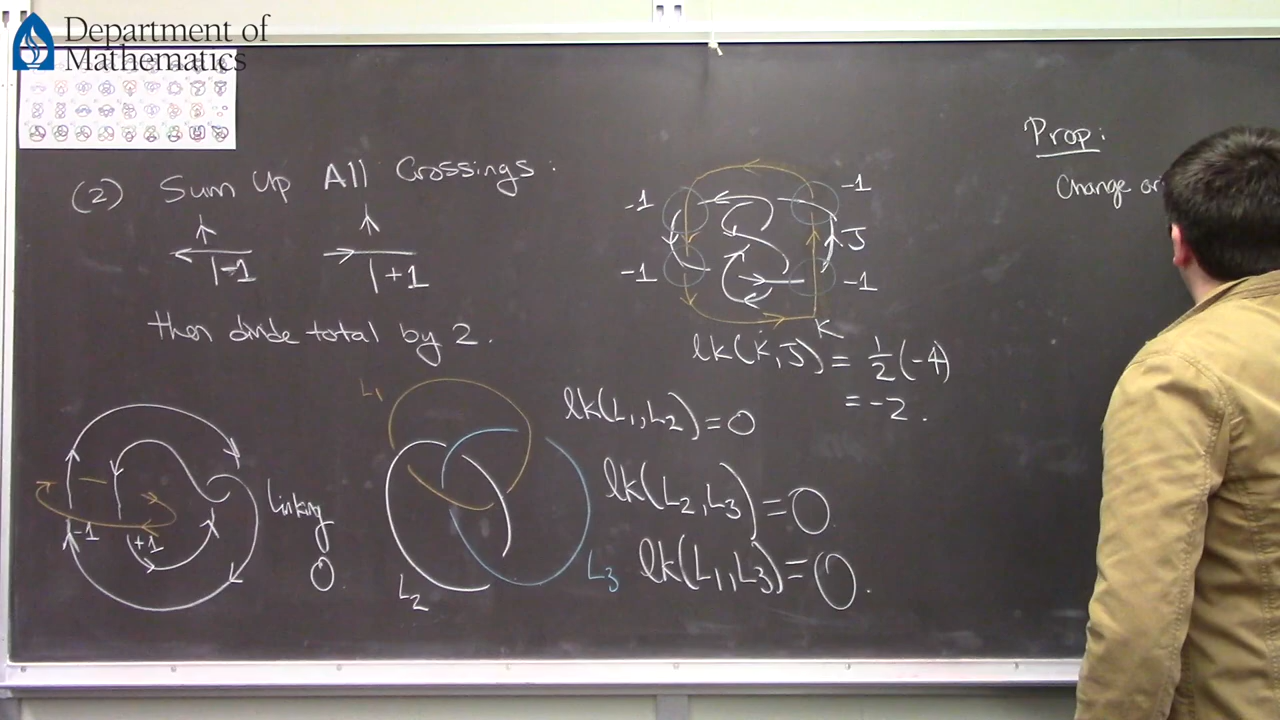 Department of
Mathematics
(2) Sum Up All Crossings:
-1
+1
then divide total by 2.
-1
-1
J
-1
-1
K
lk(K, J) = 1/2 (-4)
= -2.
Prop:
Change
-1
+1
linking
0
L1
L2
L3
lk(L1, L2) = 0
lk(L2, L3) = 0
lk(L1, L3) = 0.